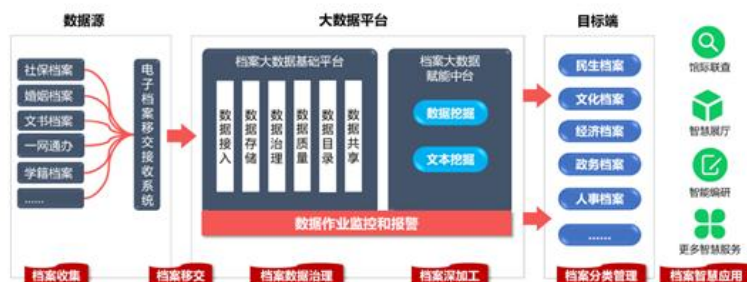 数据源
大数据平台
目标端
社保档案
婚姻档案
文书档案
一网通办
学籍档案
......
电子档案移交接收系统
档案大数据基础平台
数据接入
数据存储
数据治理
数据质量
数据目录
数据共享
档案大数据
赋能中台
数据挖掘
文本挖掘
数据作业监控和报警
民生档案
文化档案
经济档案
政务档案
人事档案
......
馆际联查
智慧展厅
智能编研
更多智慧服务
档案收集
档案移交
档案数据治理
档案深加工
档案分类管理
档案智慧应用